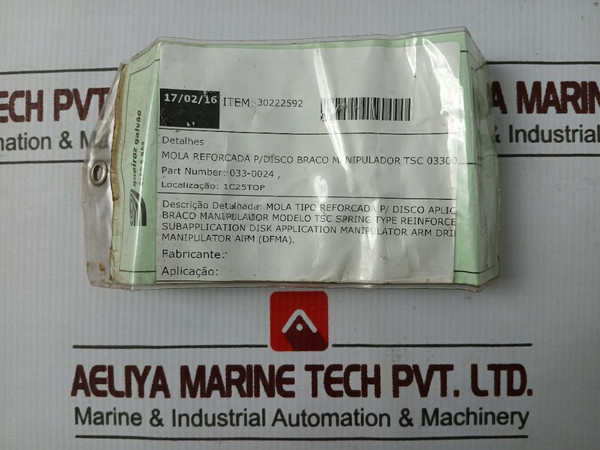 TECH PVT.
omation &
AELIYA MARINE
& Industrial
queiroz galvão
17/02/16 ITEM: 30222592
Detalhes
MOLA REFORCADA P/DISCO BRACO MANIPULADOR TSC 03300
Part Number: 033-0024 ,
Localização: 1C25TOP
Descrição Detalhada: MOLA TIPO REFORCADA P/ DISCO APLIC
BRACO MANIPULADOR MODELO TSC SPRING TYPE REINFORCE
SUBAPPLICATION DISK APPLICATION MANIPULATOR ARM DRI
MANIPULATOR ARM (DFMA).
Fabricante:
Aplicação:
AELIYA MARINE TECH PVT. LTD.
Marine & Industrial Automation & Machinery